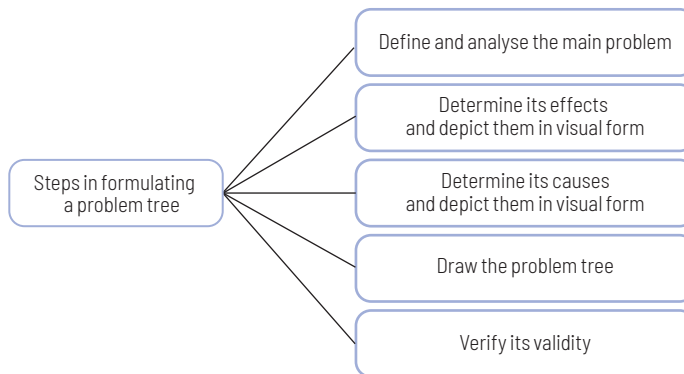 Steps in formulating
a problem tree
Define and analyse the main problem
Determine its effects
and depict them in visual form
Determine its causes
and depict them in visual form
Draw the problem tree
Verify its validity